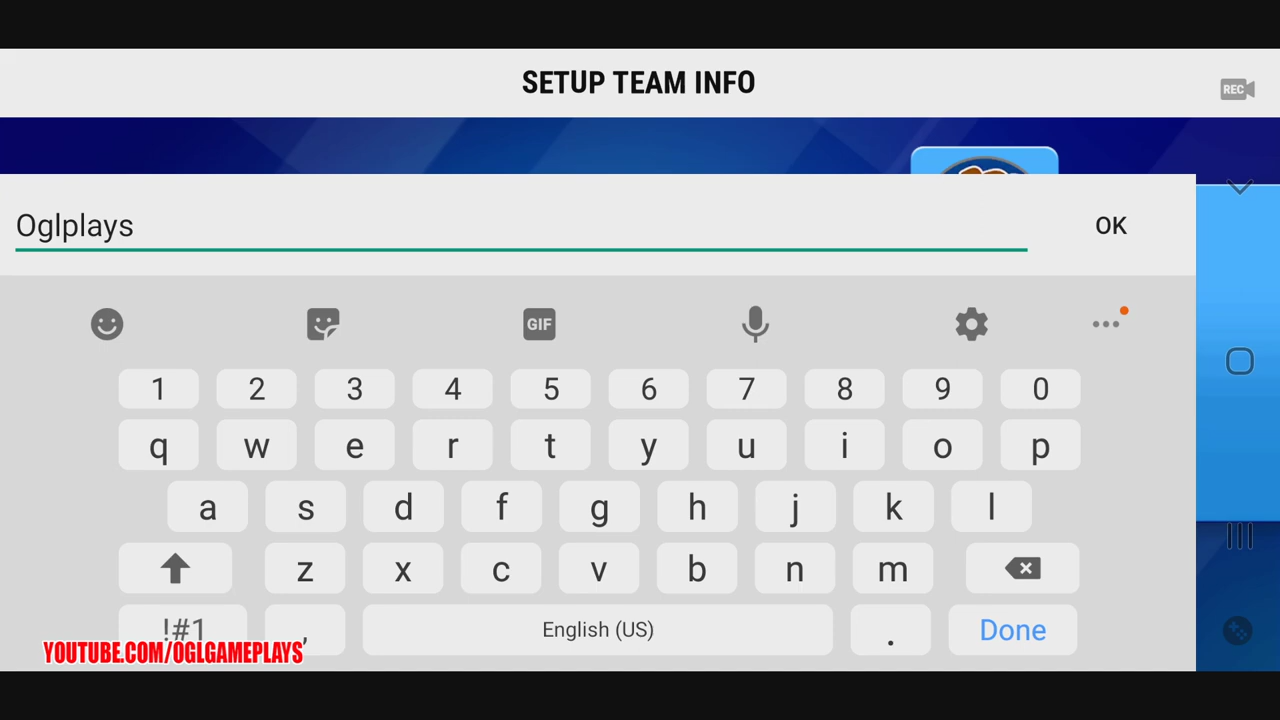 SETUP TEAM INFO
REC
Oglplays
OK
GIF
1 2 3 4 5 6 7 8 9 0
q w e r t y u i o p
a s d f g h j k l
z x c v b n m
!#1 , English (US) . Done
YOUTUBE.COM/OGLGAMEPLAYS